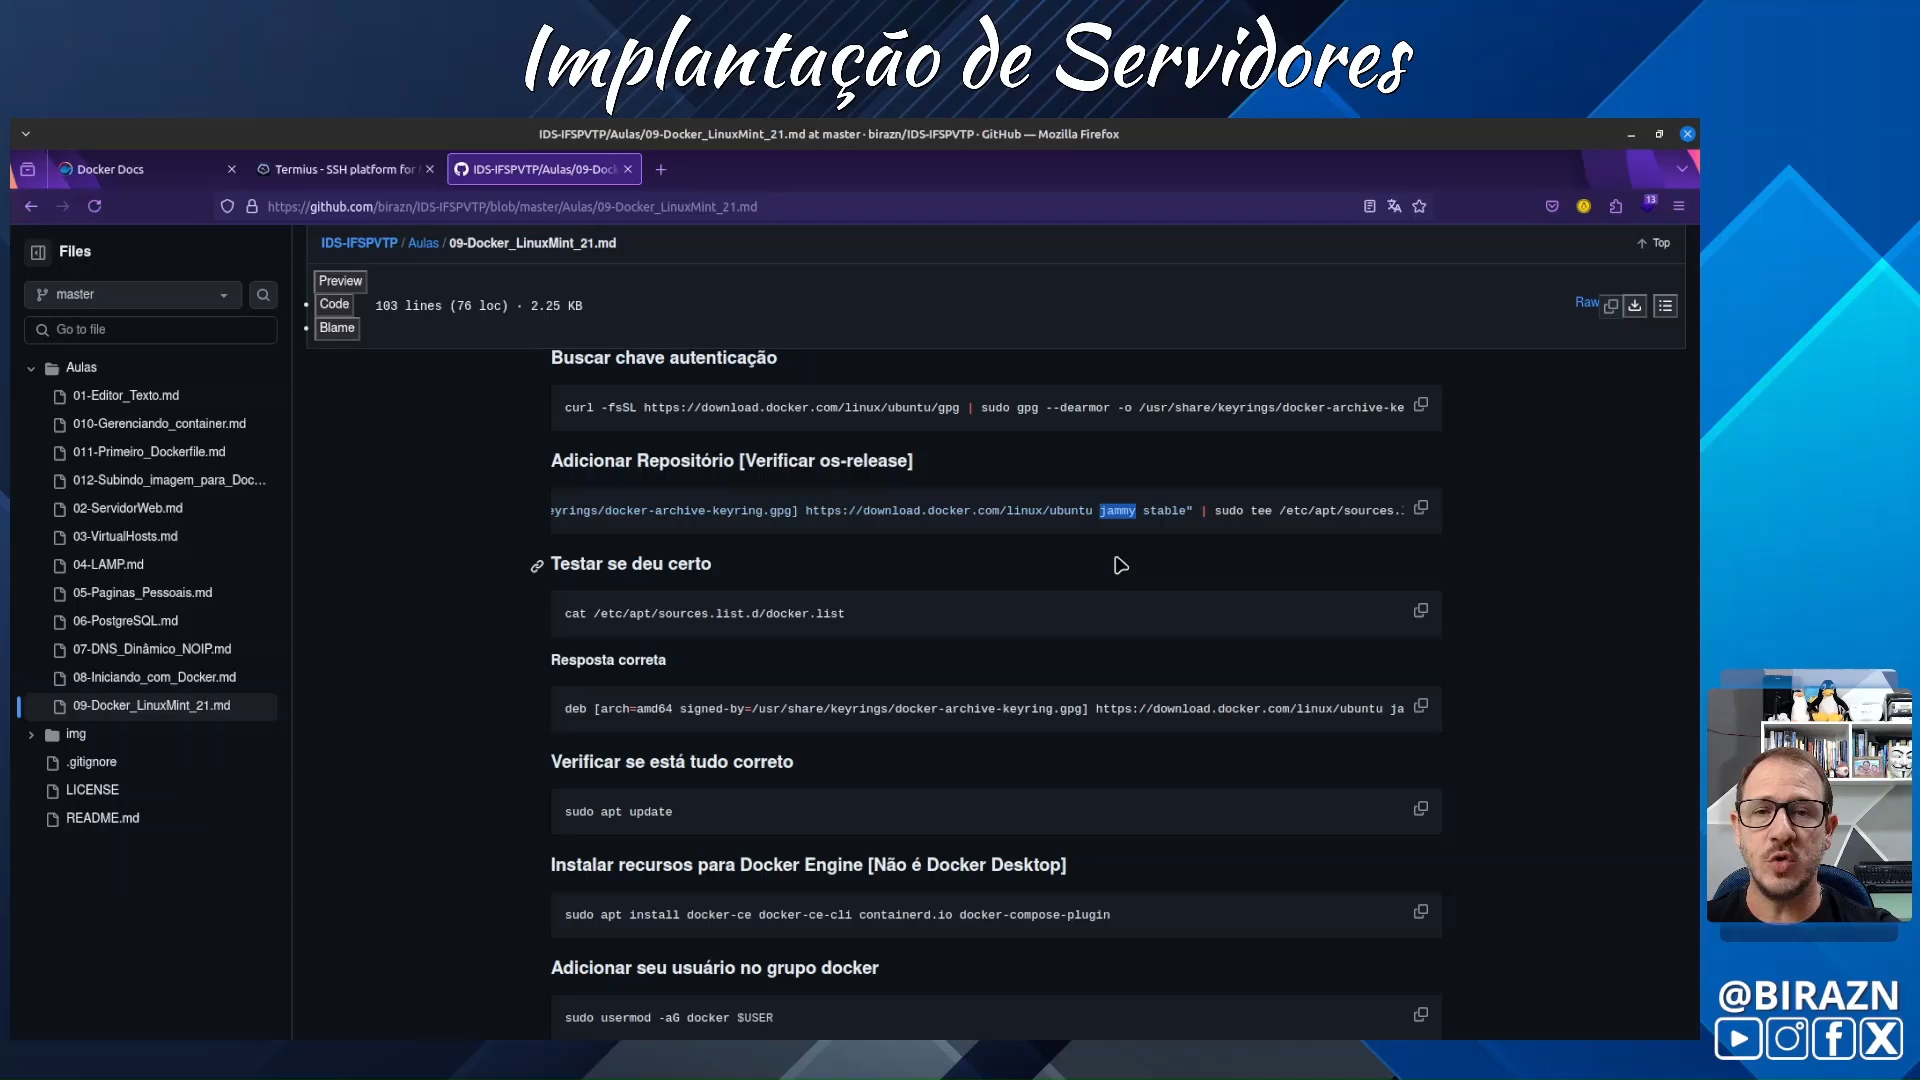 Implantação de Servidores
IDS-IFSPVTP/Aulas/09-Docker_LinuxMint_21.md at master · birazn/IDS-IFSPVTP · GitHub — Mozilla Firefox
Docker Docs
Termius - SSH platform for
IDS-IFSPVTP/Aulas/09-Doc
https://github.com/birazn/IDS-IFSPVTP/blob/master/Aulas/09-Docker_LinuxMint_21.md
13
Files
master
Go to file
Aulas
01-Editor_Texto.md
010-Gerenciando_container.md
011-Primeiro_Dockerfile.md
012-Subindo_imagem_para_Doc...
02-ServidorWeb.md
03-VirtualHosts.md
04-LAMP.md
05-Paginas_Pessoais.md
06-PostgreSQL.md
07-DNS_Dinâmico_NOIP.md
08-Iniciando_com_Docker.md
09-Docker_LinuxMint_21.md
img
.gitignore
LICENSE
README.md
IDS-IFSPVTP / Aulas / 09-Docker_LinuxMint_21.md
Top
Preview
Code
Blame
103 lines (76 loc) · 2.25 KB
Raw
Buscar chave autenticação
curl -fsSL https://download.docker.com/linux/ubuntu/gpg | sudo gpg --dearmor -o /usr/share/keyrings/docker-archive-ke
Adicionar Repositório [Verificar os-release]
eyrings/docker-archive-keyring.gpg] https://download.docker.com/linux/ubuntu jammy stable" | sudo tee /etc/apt/sources.
Testar se deu certo
cat /etc/apt/sources.list.d/docker.list
Resposta correta
deb [arch=amd64 signed-by=/usr/share/keyrings/docker-archive-keyring.gpg] https://download.docker.com/linux/ubuntu ja
Verificar se está tudo correto
sudo apt update
Instalar recursos para Docker Engine [Não é Docker Desktop]
sudo apt install docker-ce docker-ce-cli containerd.io docker-compose-plugin
Adicionar seu usuário no grupo docker
sudo usermod -aG docker $USER
@BIRAZN